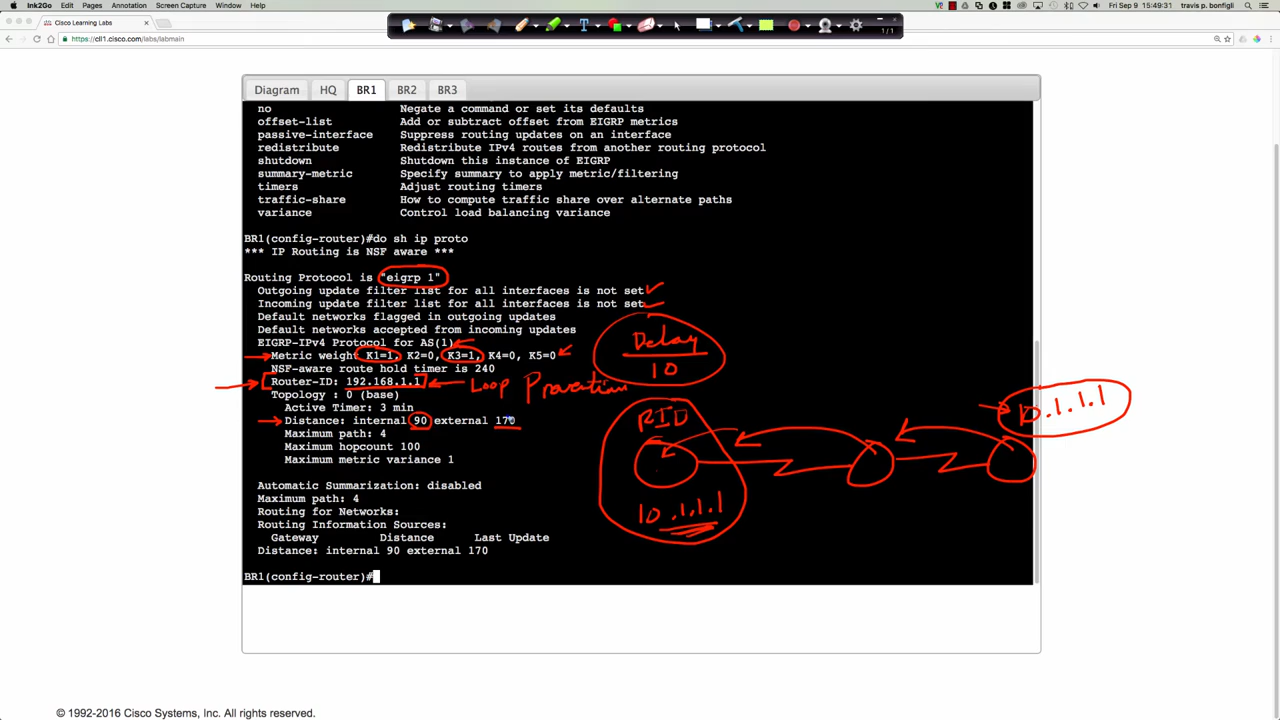 Ink2Go Edit Pages Annotation Screen Capture Window Help
Fri Sep 9 15:49:31 travis p. bonfigli
Cisco Learning Labs
https://cll1.cisco.com/labs/labmain
1/1
Diagram HQ BR1 BR2 BR3
no Negate a command or set its defaults
offset-list Add or subtract offset from EIGRP metrics
passive-interface Suppress routing updates on an interface
redistribute Redistribute IPv4 routes from another routing protocol
shutdown Shutdown this instance of EIGRP
summary-metric Specify summary to apply metric/filtering
timers Adjust routing timers
traffic-share How to compute traffic share over alternate paths
variance Control load balancing variance
BR1(config-router)#do sh ip proto
*** IP Routing is NSF aware ***
Routing Protocol is "eigrp 1"
Outgoing update filter list for all interfaces is not set
Incoming update filter list for all interfaces is not set
Default networks flagged in outgoing updates
Default networks accepted from incoming updates
EIGRP-IPv4 Protocol for AS(1)
Metric weight K1=1, K2=0, K3=1, K4=0, K5=0
NSF-aware route hold timer is 240
Router-ID: 192.168.1.1
Topology : 0 (base)
Active Timer: 3 min
Distance: internal 90 external 170
Maximum path: 4
Maximum hopcount 100
Maximum metric variance 1
Automatic Summarization: disabled
Maximum path: 4
Routing for Networks:
Routing Information Sources:
Gateway Distance Last Update
Distance: internal 90 external 170
BR1(config-router)#
Delay
10
Loop Prevention
RID
10.1.1.1
10.1.1.1
© 1992-2016 Cisco Systems, Inc. All rights reserved.